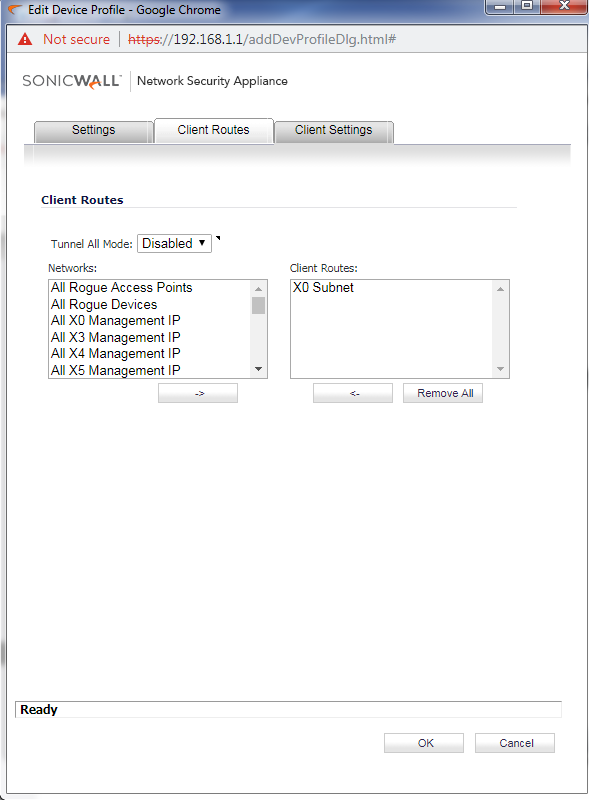 Edit Device Profile - Google Chrome
Not secure | https://192.168.1.1/addDevProfileDlg.html#
SONICWALL Network Security Appliance
Settings Client Routes Client Settings
Client Routes
Tunnel All Mode: Disabled
Networks: Client Routes:
All Rogue Access Points X0 Subnet
All Rogue Devices
All X0 Management IP
All X3 Management IP
All X4 Management IP
All X5 Management IP
-> <- Remove All
Ready
OK Cancel